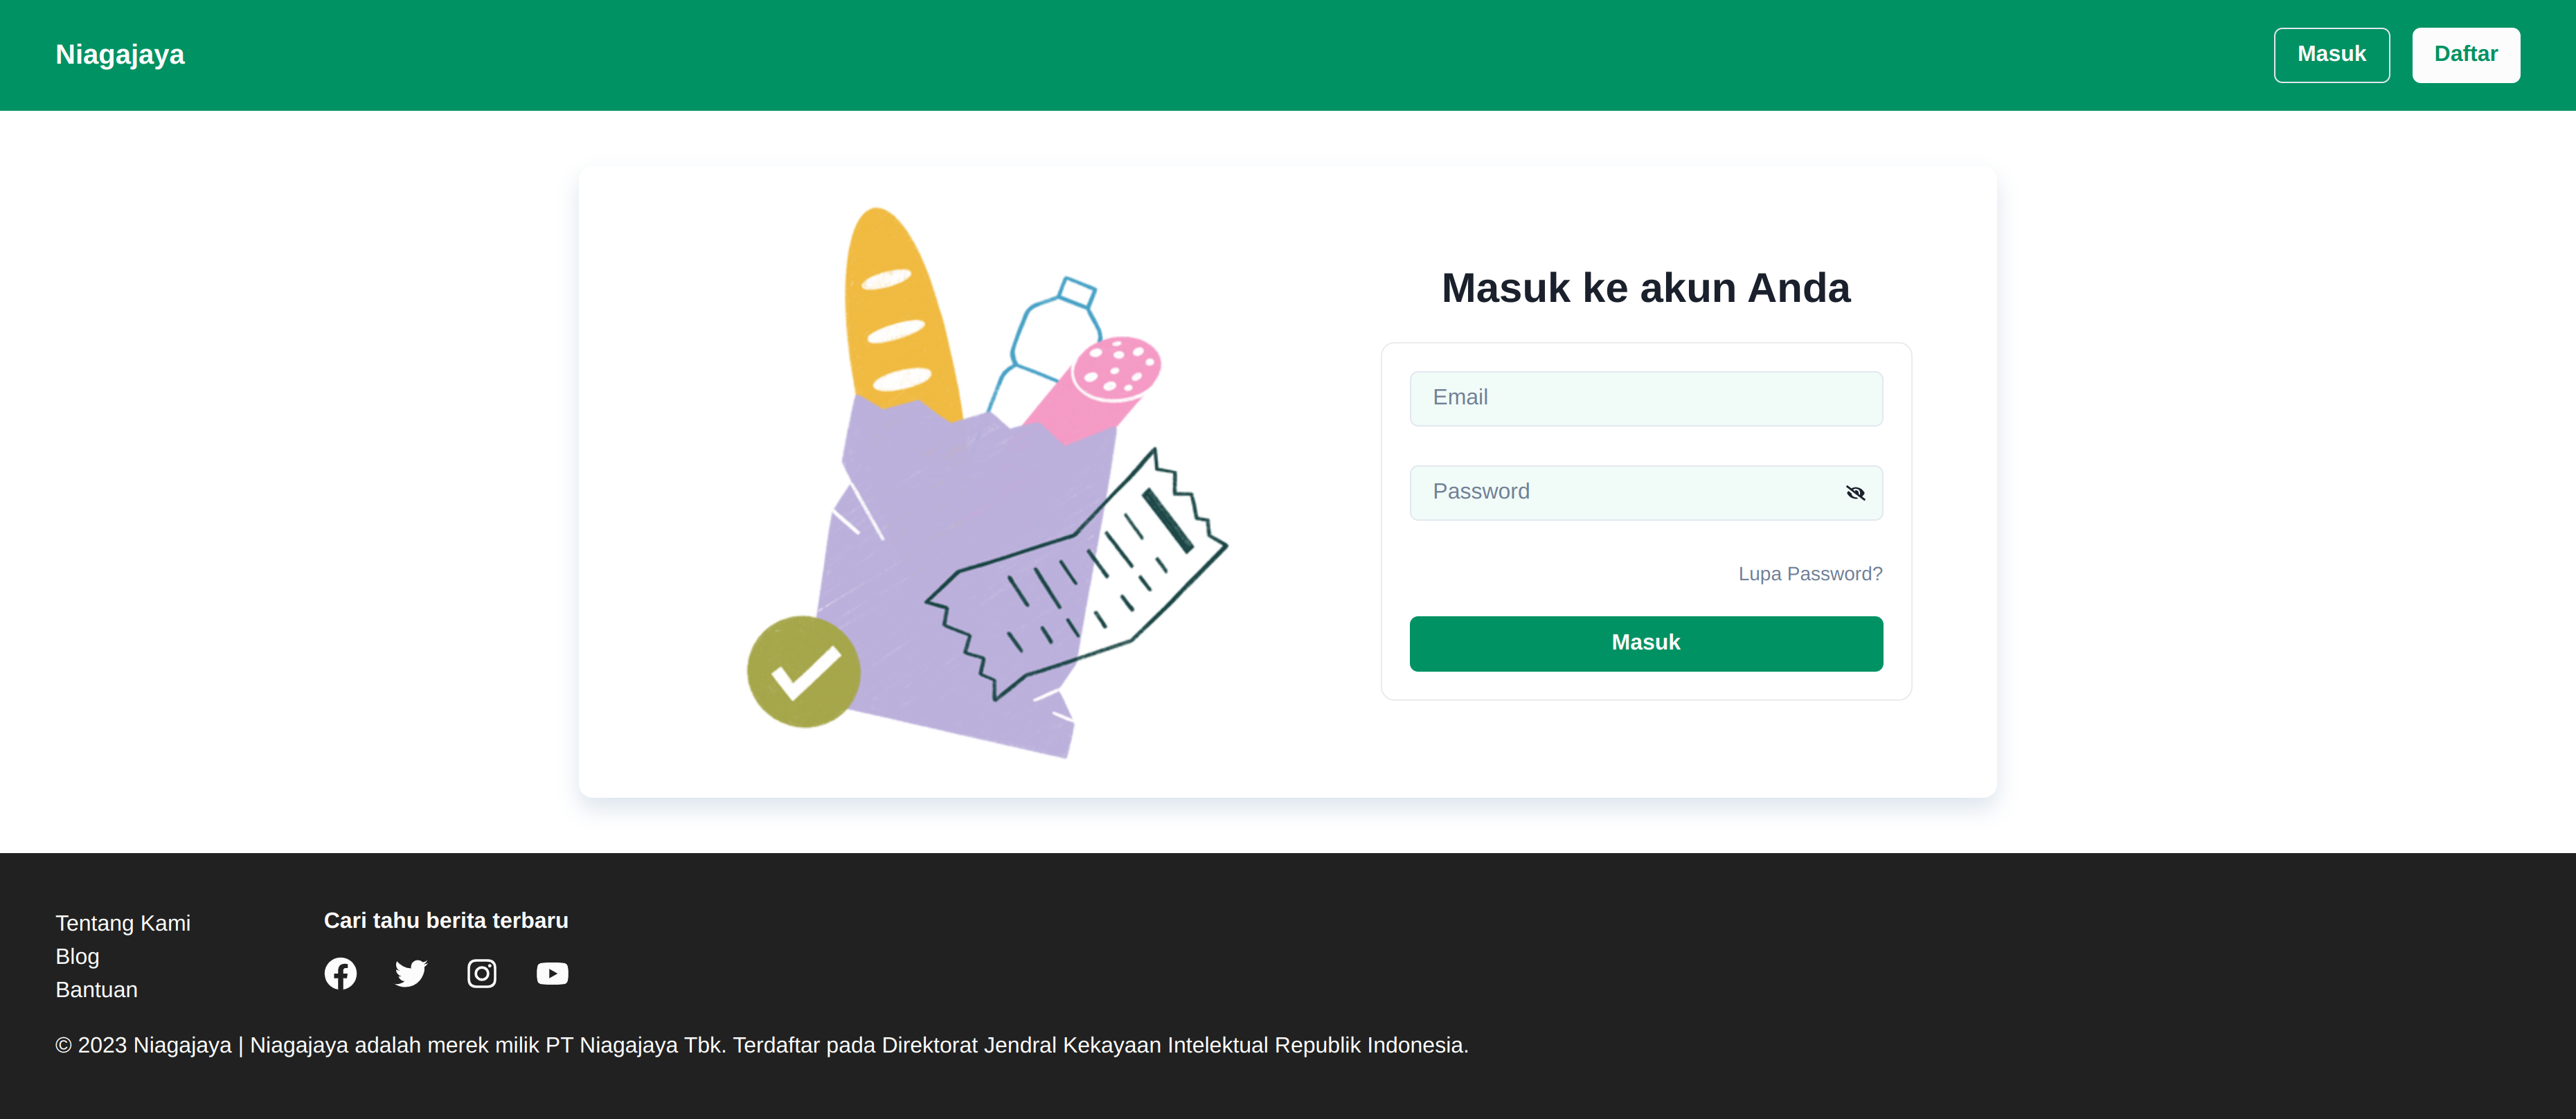 Niagajaya
Masuk
Daftar
Masuk ke akun Anda
Email
Password
Lupa Password?
Masuk
Tentang Kami
Blog
Bantuan
Cari tahu berita terbaru
© 2023 Niagajaya | Niagajaya adalah merek milik PT Niagajaya Tbk. Terdaftar pada Direktorat Jendral Kekayaan Intelektual Republik Indonesia.